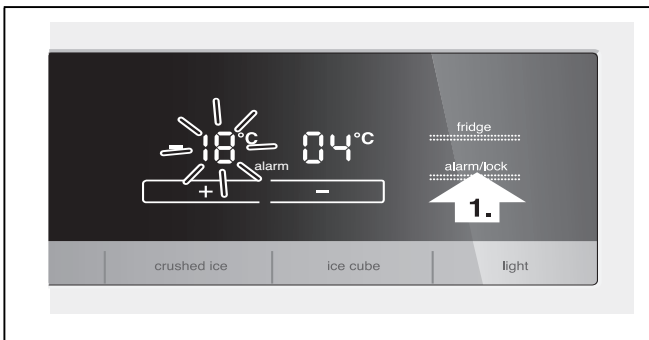 -18°C 04°C
alarm
+ −
fridge
alarm/lock
1.
crushed ice ice cube light